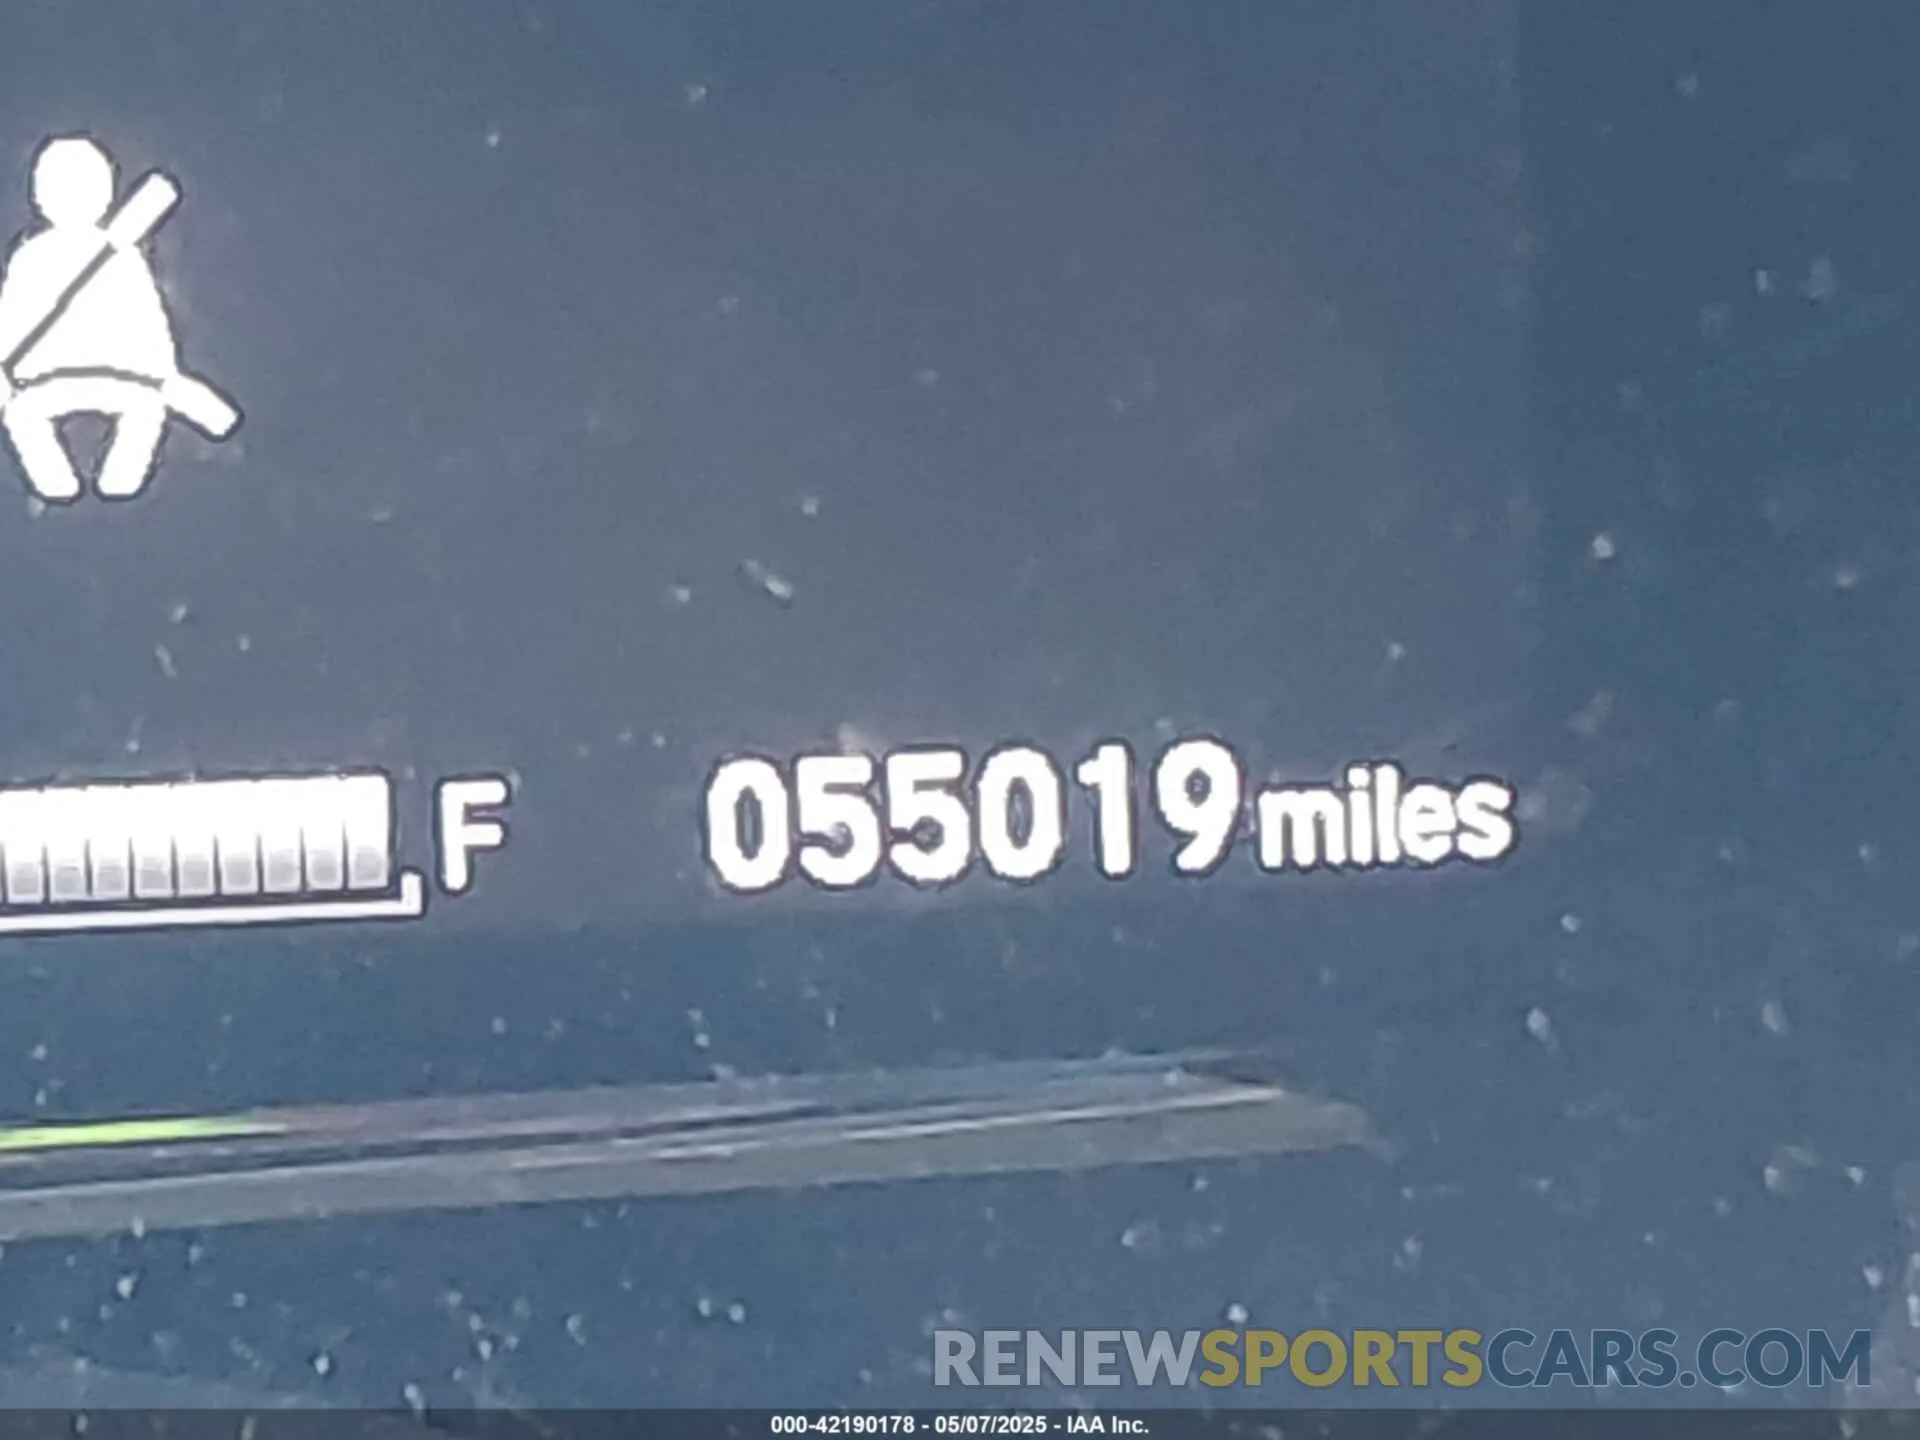 F 055019 miles
RENEWSPORTSCARS.COM
000-42190178 - 05/07/2025 - IAA Inc.